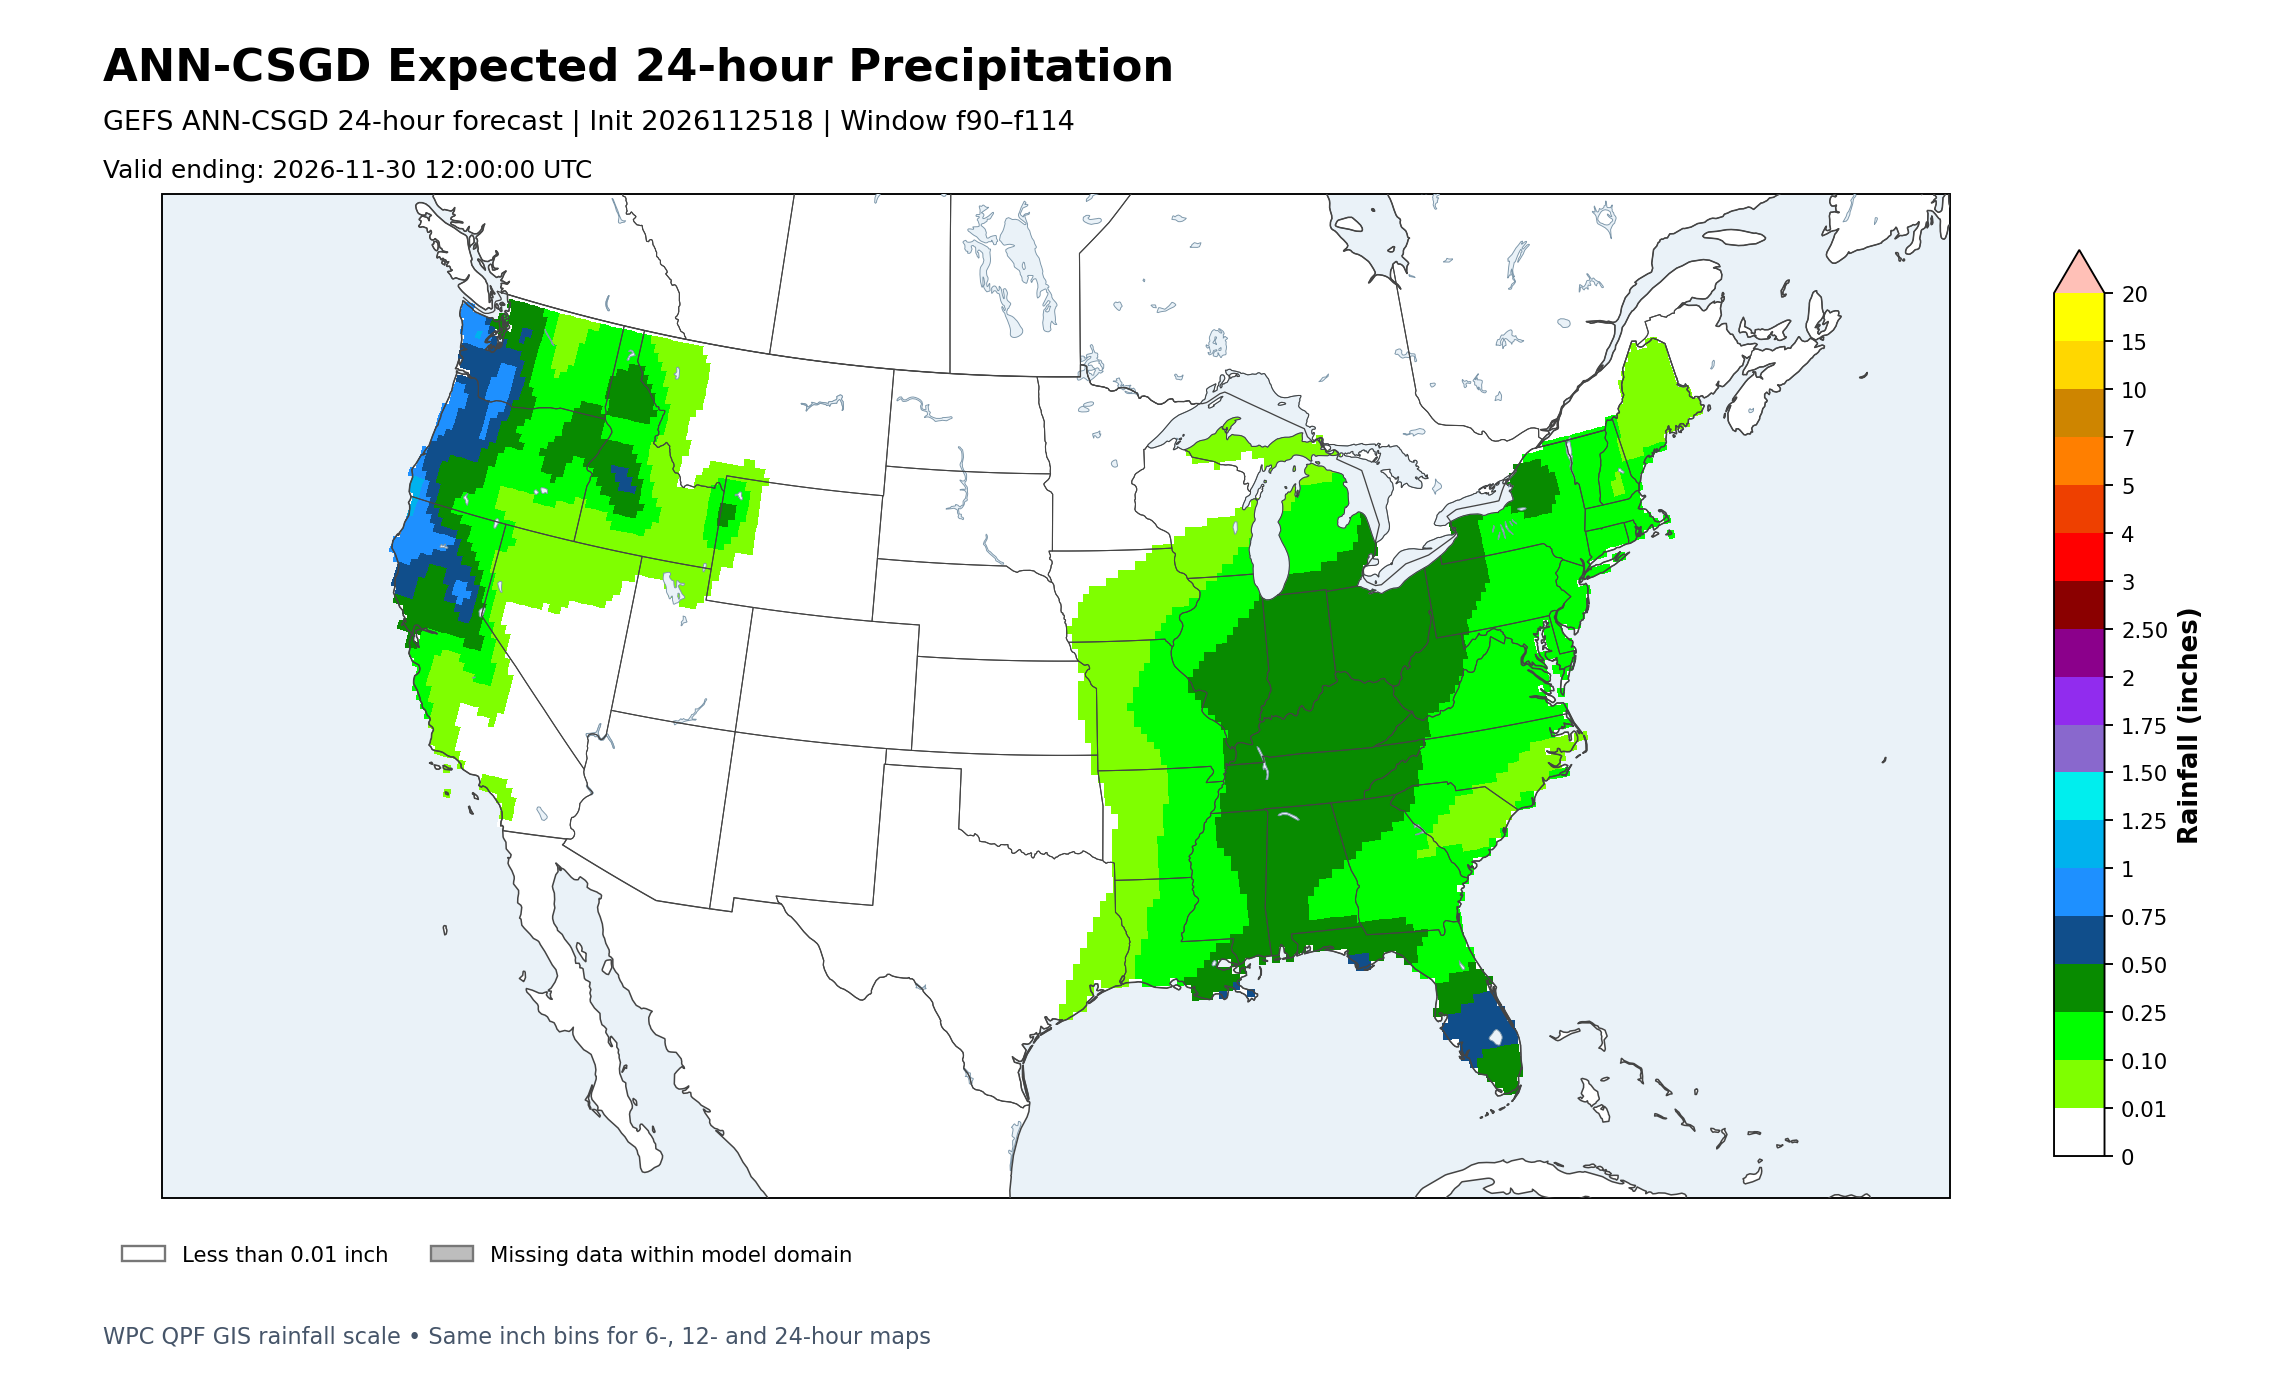 ANN-CSGD Expected 24-hour Precipitation
GEFS ANN-CSGD 24-hour forecast | Init 2026112518 | Window f90–f114
Valid ending: 2026-11-30 12:00:00 UTC
20
15
10
7
5
4
3
2.50
2
1.75
1.50
1.25
1
0.75
0.50
0.25
0.10
0.01
0
Rainfall (inches)
Less than 0.01 inch
Missing data within model domain
WPC QPF GIS rainfall scale • Same inch bins for 6-, 12- and 24-hour maps